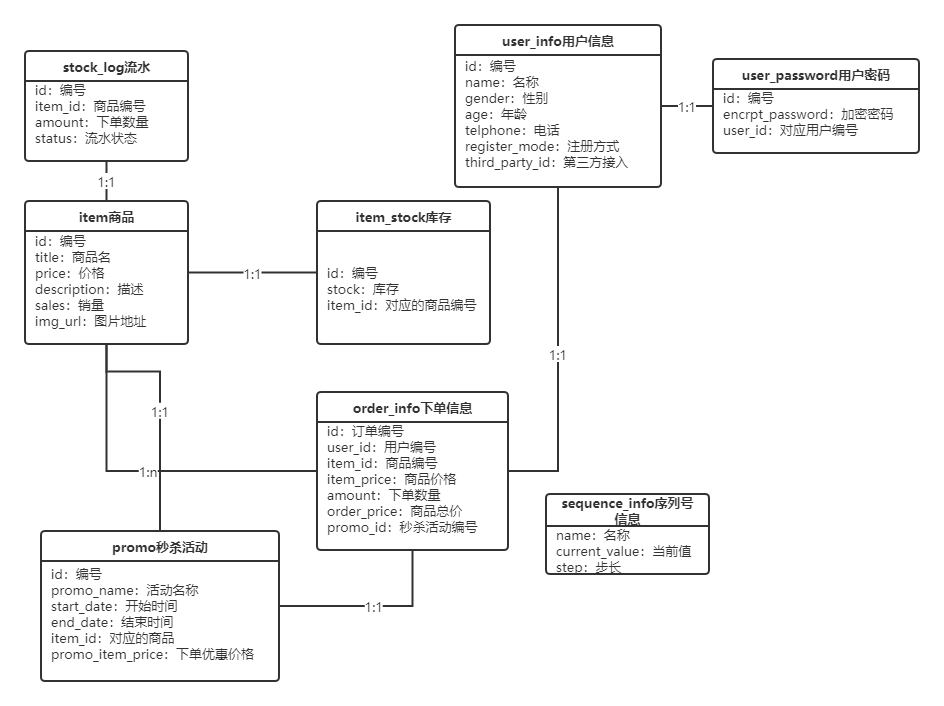 stock_log流水
id：编号
item_id：商品编号
amount：下单数量
status：流水状态
user_info用户信息
id：编号
name：名称
gender：性别
age：年龄
telphone：电话
register_mode：注册方式
third_party_id：第三方接入
1:1
user_password用户密码
id：编号
encrpt_password：加密密码
user_id：对应用户编号
1:1
item商品
id：编号
title：商品名
price：价格
description：描述
sales：销量
img_url：图片地址
1:1
item_stock库存
id：编号
stock：库存
item_id：对应的商品编号
1:1
1:1
1:n
order_info下单信息
id：订单编号
user_id：用户编号
item_id：商品编号
item_price：商品价格
amount：下单数量
order_price：商品总价
promo_id：秒杀活动编号
sequence_info序列号
信息
name：名称
current_value：当前值
step：步长
promo秒杀活动
id：编号
promo_name：活动名称
start_date：开始时间
end_date：结束时间
item_id：对应的商品
promo_item_price：下单优惠价格
1:1